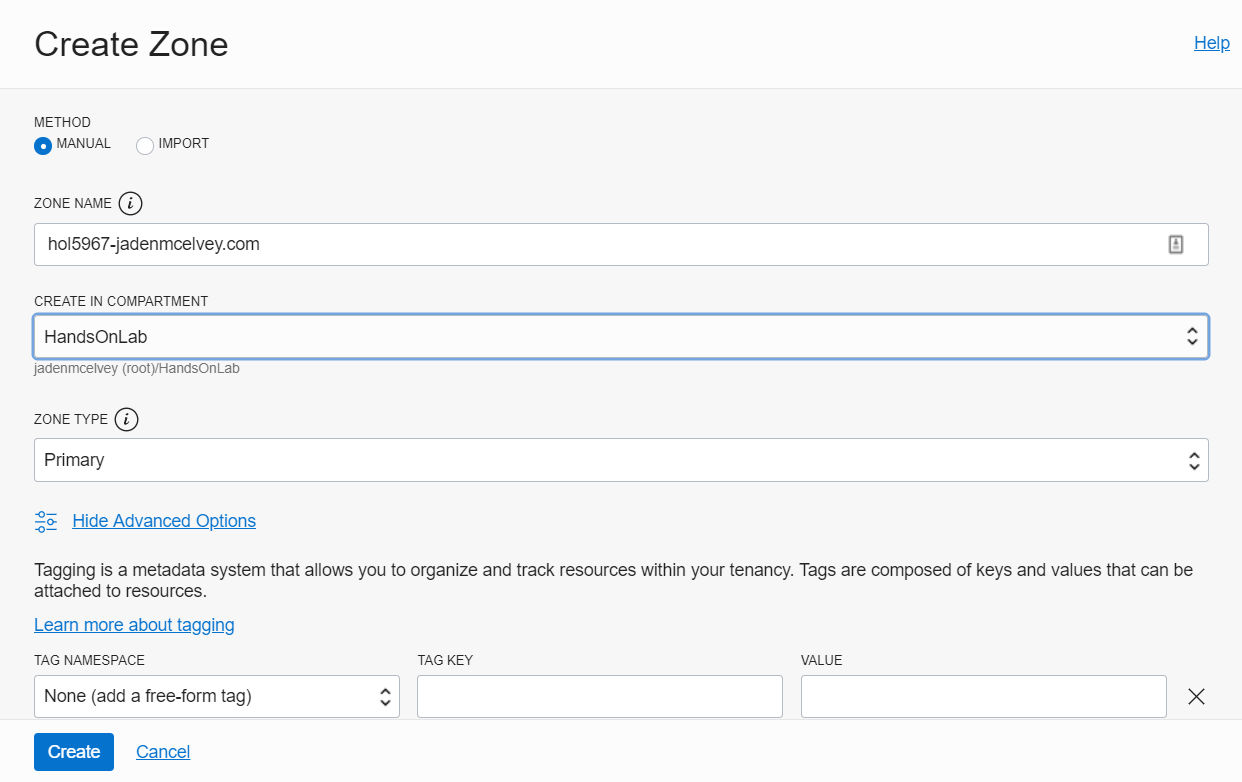 Create Zone
Help
METHOD
MANUAL IMPORT
ZONE NAME i
hol5967-jadenmcelvey.com
CREATE IN COMPARTMENT
HandsOnLab
jadenmcelvey (root)/HandsOnLab
ZONE TYPE i
Primary
Hide Advanced Options
Tagging is a metadata system that allows you to organize and track resources within your tenancy. Tags are composed of keys and values that can be
attached to resources.
Learn more about tagging
TAG NAMESPACE TAG KEY VALUE
None (add a free-form tag)
Create Cancel